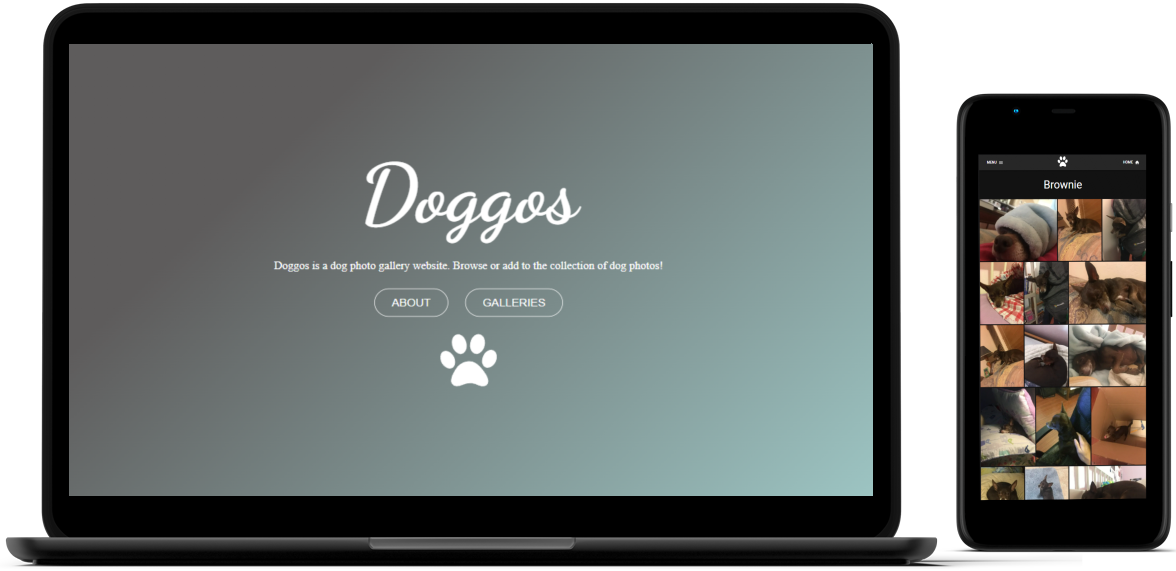 Doggos
Doggos is a dog photo gallery website. Browse or add to the collection of dog photos!
ABOUT GALLERIES
MENU HOME
Brownie